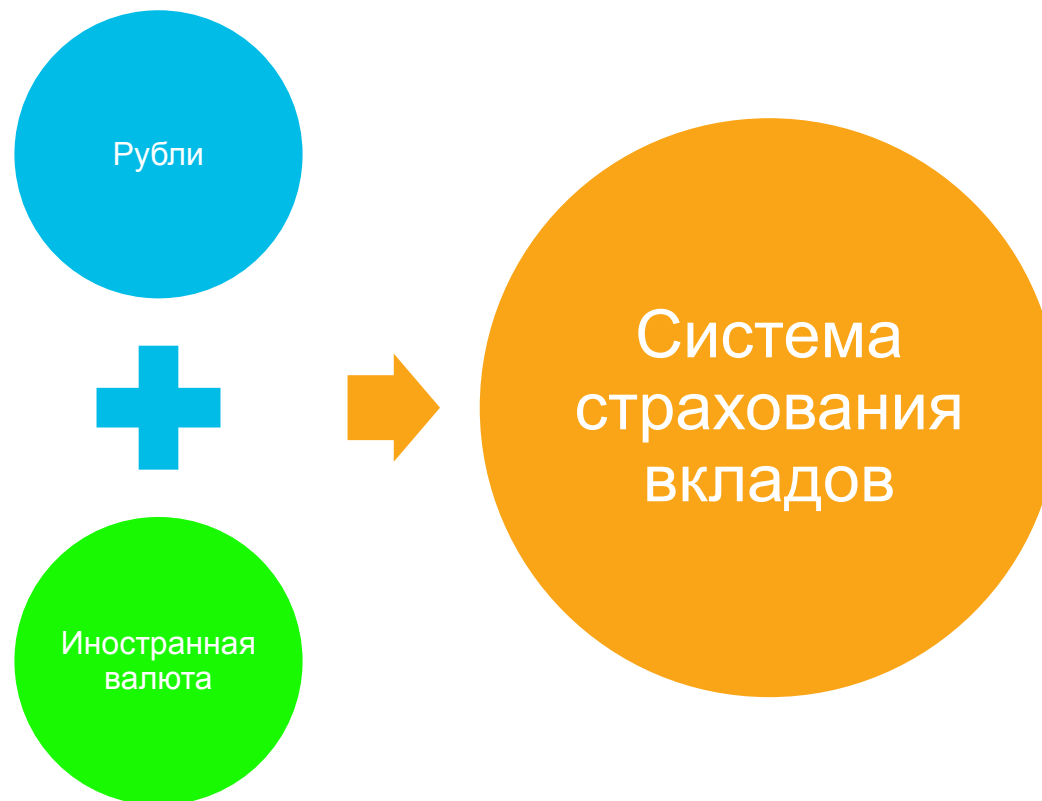 Рубли
Система
страхования
вкладов
Иностранная
валюта